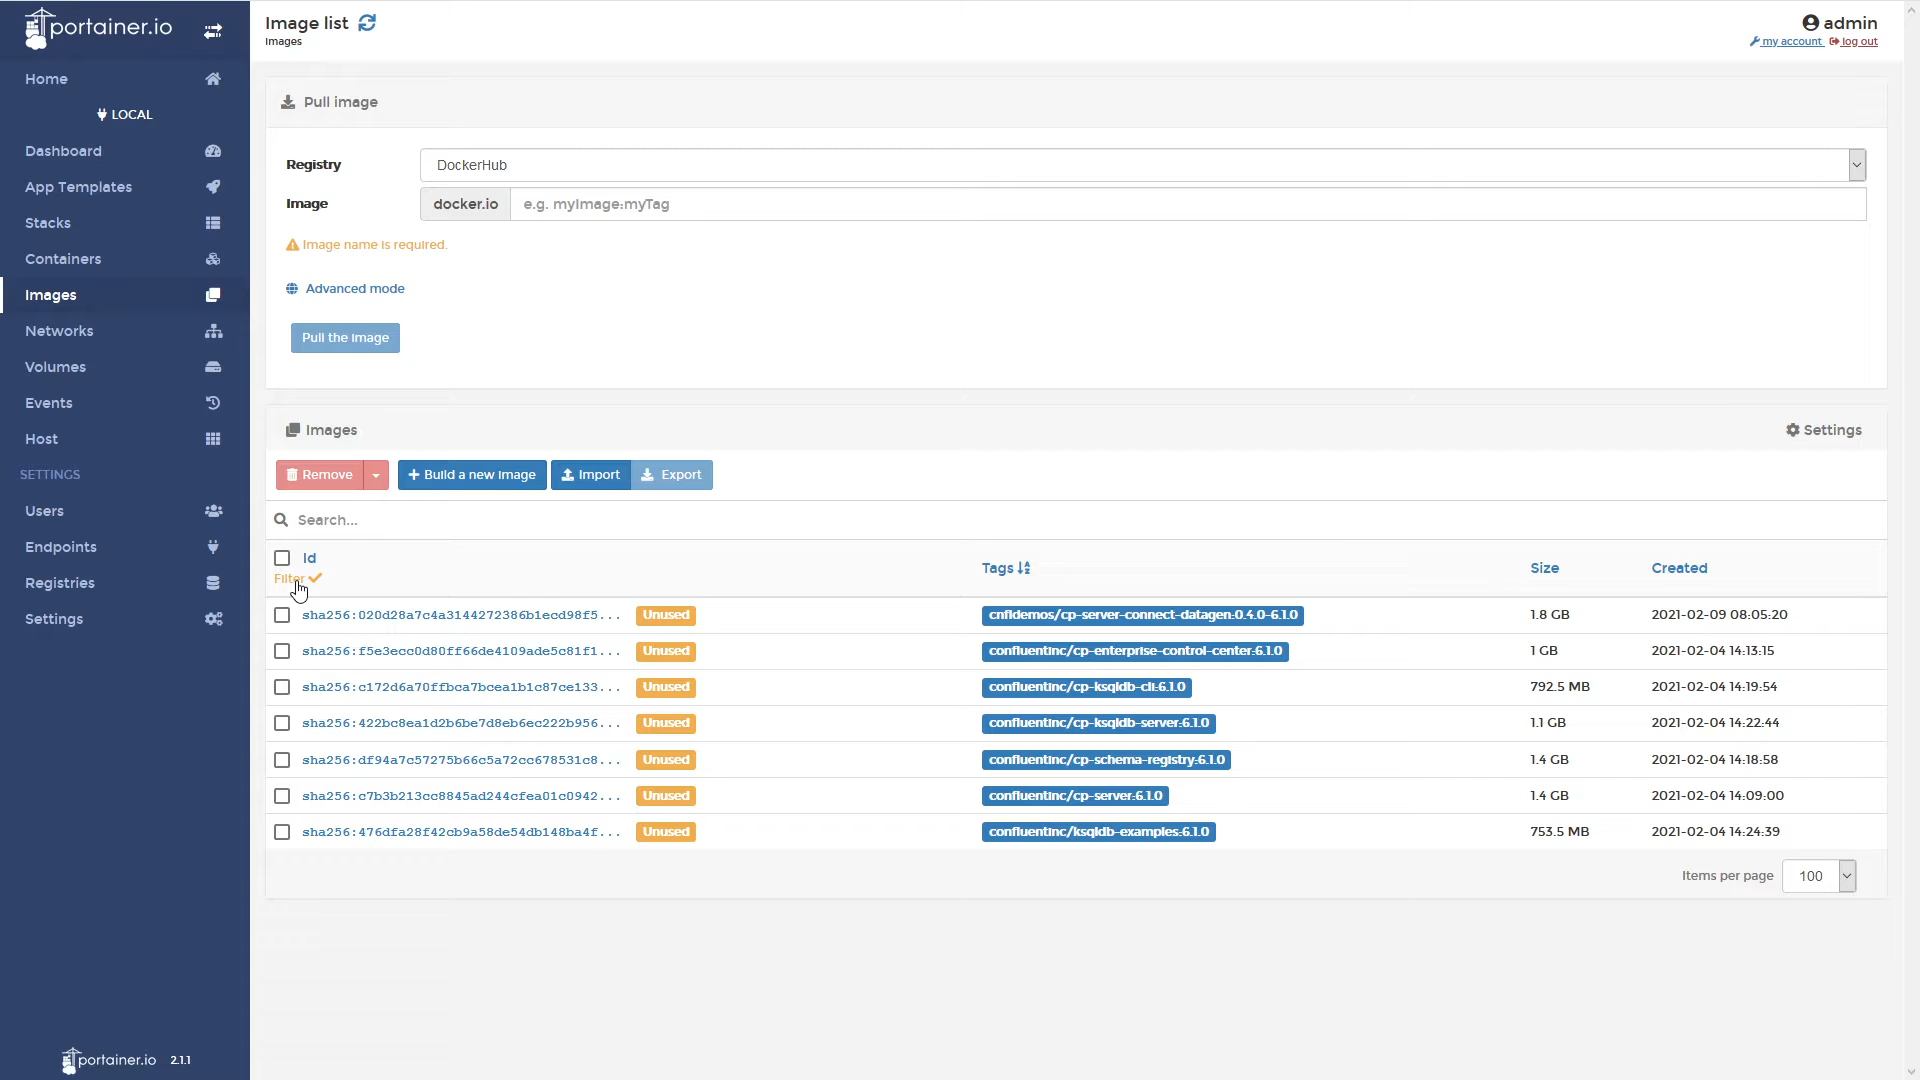 portainer.io
Home
LOCAL
Dashboard
App Templates
Stacks
Containers
Images
Networks
Volumes
Events
Host
SETTINGS
Users
Endpoints
Registries
Settings
portainer.io 2.1.1
Image list
Images
admin
my account log out
Pull image
Registry DockerHub
Image docker.io e.g. myImage:myTag
Image name is required.
Advanced mode
Pull the image
Images Settings
Remove Build a new image Import Export
Search...
Id Tags Size Created
Filter
sha256:020d28a7c4a3144272386b1ecd98f5... Unused cnfldemos/cp-server-connect-datagen:0.4.0-6.1.0 1.8 GB 2021-02-09 08:05:20
sha256:f5e3ecc0d80ff66de4109ade5c81f1... Unused confluentinc/cp-enterprise-control-center:6.1.0 1 GB 2021-02-04 14:13:15
sha256:c172d6a70ffbca7bcea1b1c87ce133... Unused confluentinc/cp-ksqldb-cli:6.1.0 792.5 MB 2021-02-04 14:19:54
sha256:422bc8ea1d2b6be7d8eb6ec222b956... Unused confluentinc/cp-ksqldb-server:6.1.0 1.1 GB 2021-02-04 14:22:44
sha256:df94a7c57275b66c5a72cc678531c8... Unused confluentinc/cp-schema-registry:6.1.0 1.4 GB 2021-02-04 14:18:58
sha256:c7b3b213cc8845ad244cfea01c0942... Unused confluentinc/cp-server:6.1.0 1.4 GB 2021-02-04 14:09:00
sha256:476dfa28f42cb9a58de54db148ba4f... Unused confluentinc/ksqldb-examples:6.1.0 753.5 MB 2021-02-04 14:24:39
Items per page 100